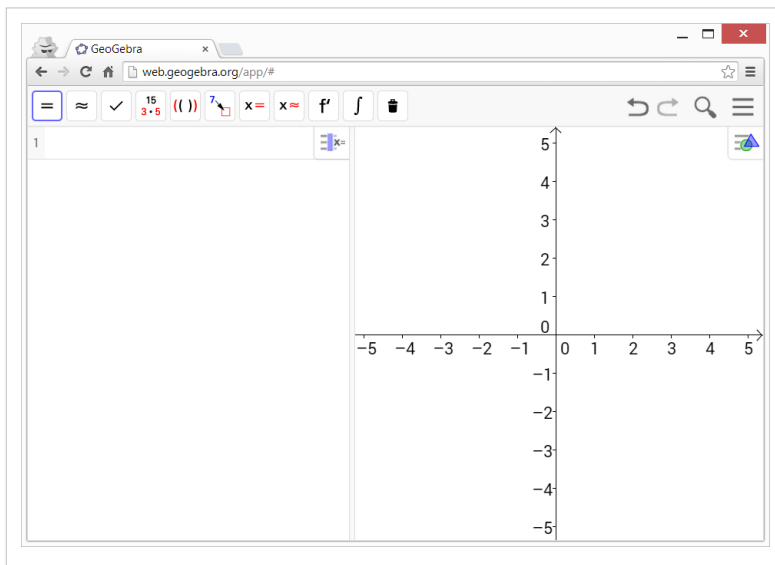 GeoGebra ×
web.geogebra.org/app/#
= ≈ ✓ 15 3·5 (( )) 7 x= x≈ f′ ∫
1 x=
5
4
3
2
1
0
−5 −4 −3 −2 −1 0 1 2 3 4 5
−1
−2
−3
−4
−5